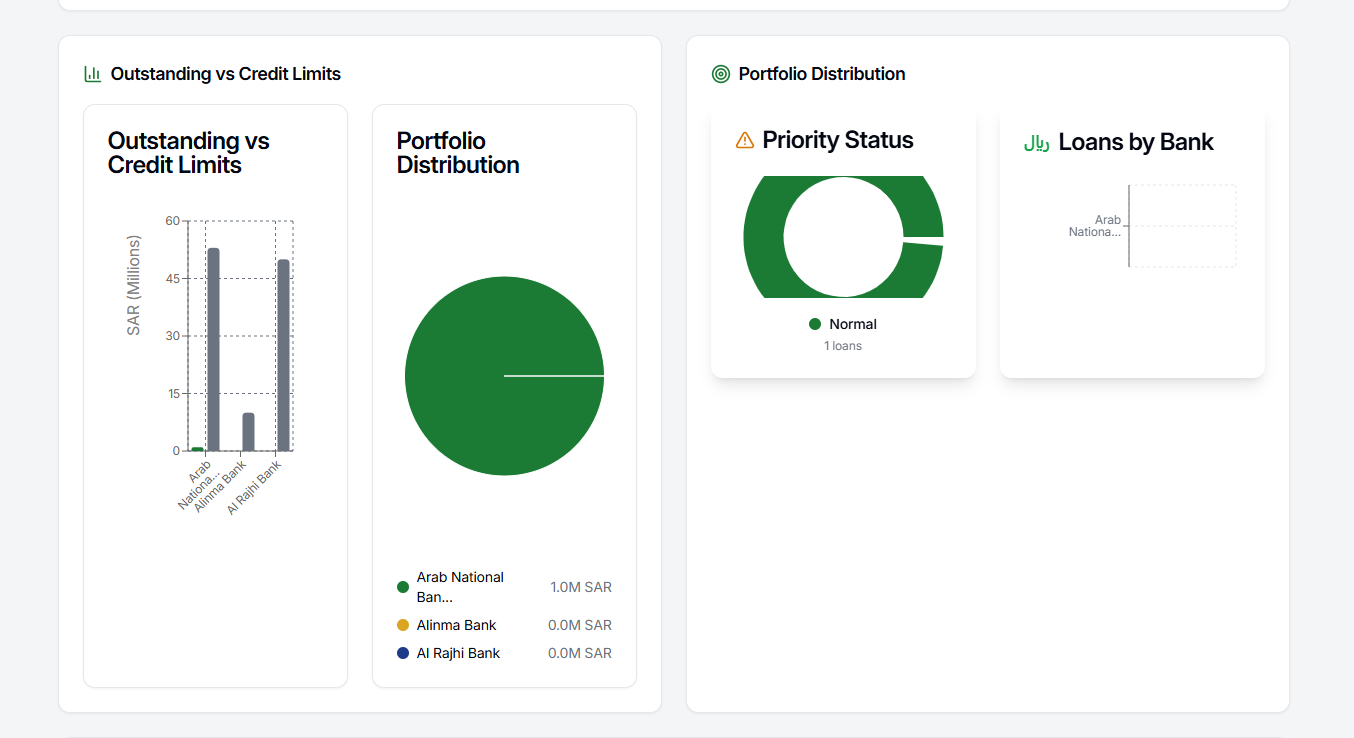 Outstanding vs Credit Limits
Outstanding vs
Credit Limits
SAR (Millions)
60
45
30
15
0
Arab
Nationa...
Alinma Bank
Al Rajhi Bank
Portfolio
Distribution
Arab National
Ban...
1.0M SAR
Alinma Bank
0.0M SAR
Al Rajhi Bank
0.0M SAR
Portfolio Distribution
Priority Status
Normal
1 loans
ريال
Loans by Bank
Arab
Nationa...